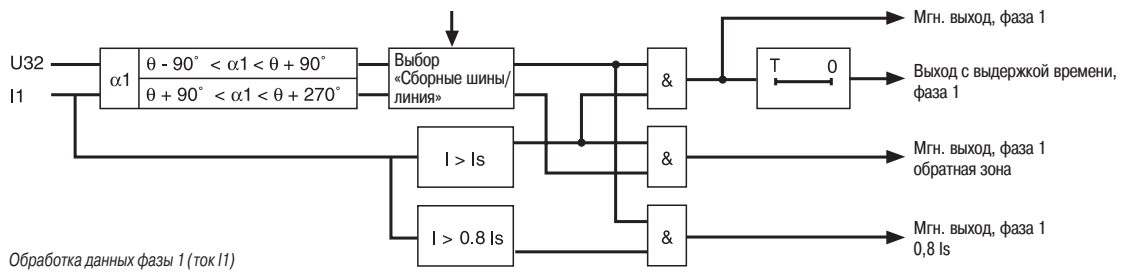 Мгн. выход, фаза 1
U32
I1
α1
θ - 90˚ < α1 < θ + 90˚
θ + 90˚ < α1 < θ + 270˚
Выбор
«Сборные шины/
линия»
&
T 0
Выход с выдержкой времени,
фаза 1
I > Is
&
Мгн. выход, фаза 1
обратная зона
I > 0.8 Is
&
Мгн. выход, фаза 1
0,8 Is
Обработка данных фазы 1 (ток I1)